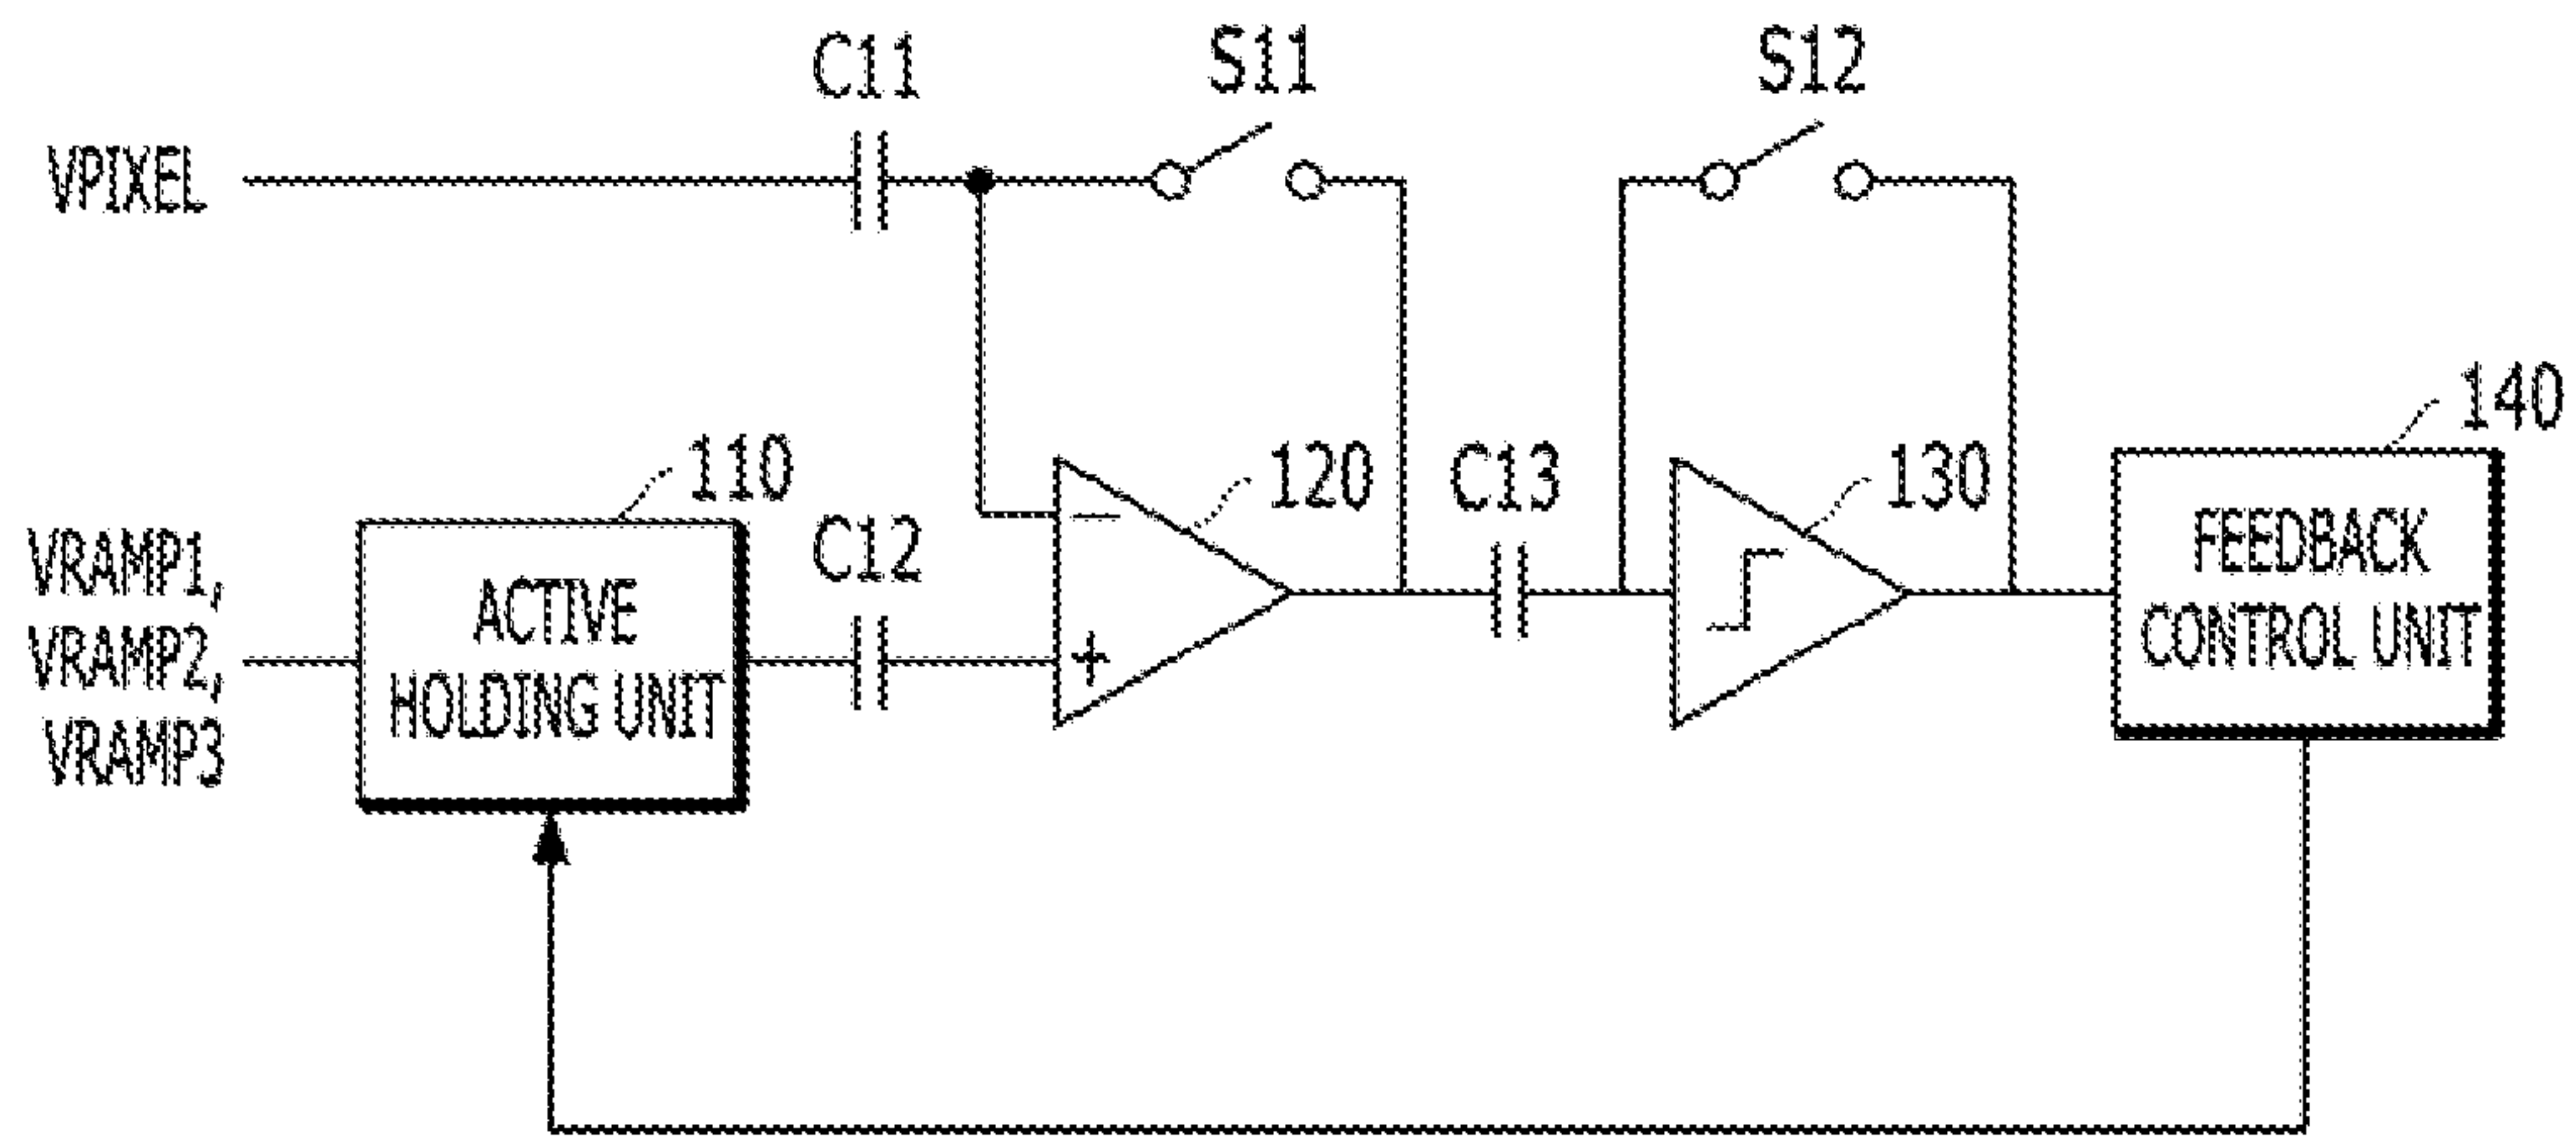 C11
S11
S12
VPIXEL
140
110
120
C13
130
VRAMP1,
VRAMP2,
VRAMP3
ACTIVE
HOLDING UNIT
C12
−
+
FEEDBACK
CONTROL UNIT